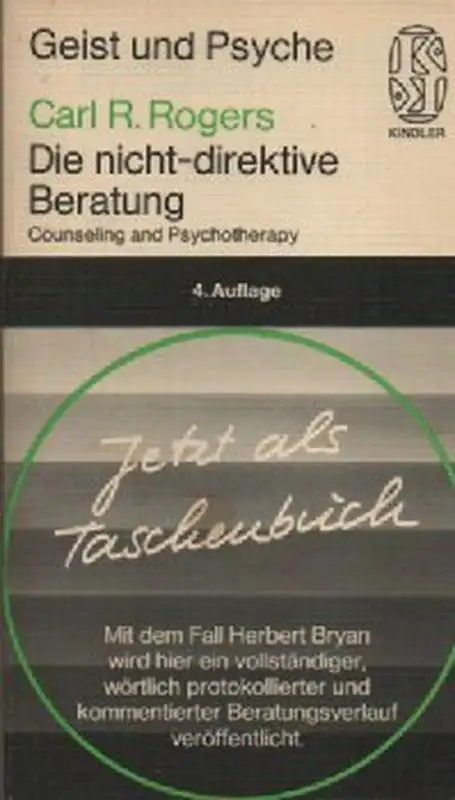 Geist und Psyche
KINDLER
Carl R. Rogers
Die nicht-direktive
Beratung
Counseling and Psychotherapy
4. Auflage
Jetzt als
Taschenbuch
Mit dem Fall Herbert Bryan
wird hier ein vollständiger,
wörtlich protokollierter und
kommentierter Beratungsverlauf
veröffentlicht.